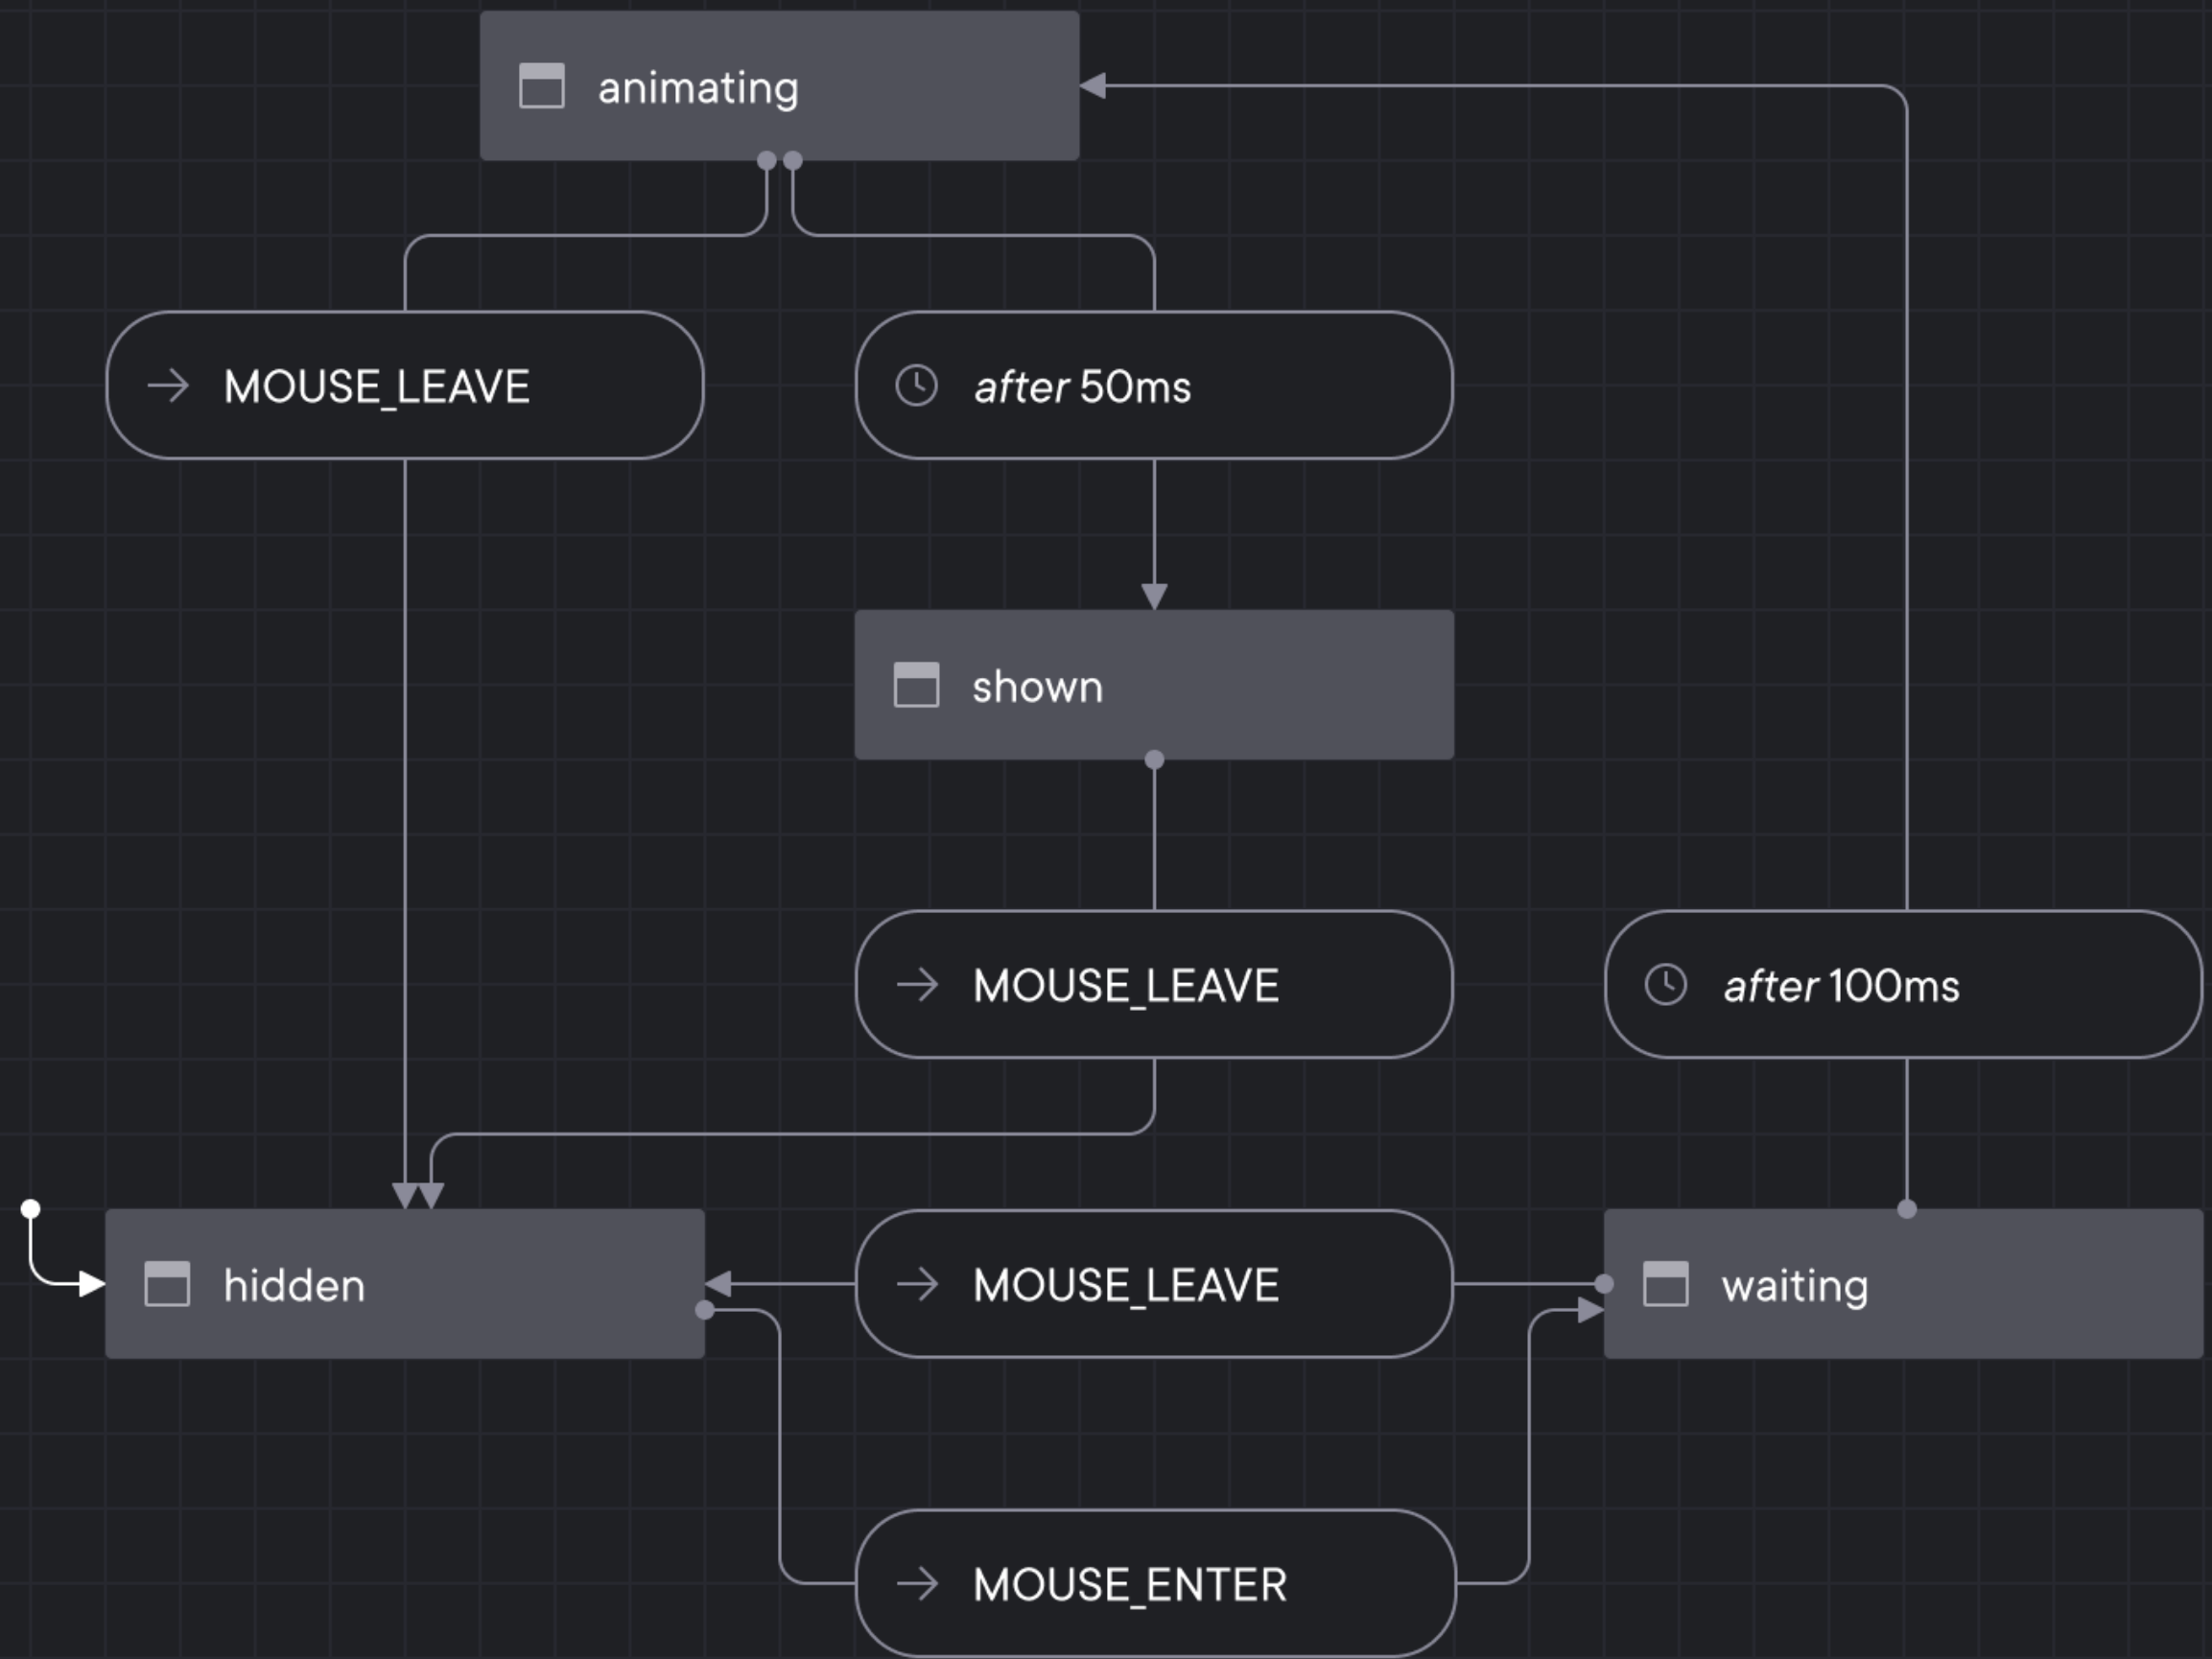 animating
MOUSE_LEAVE
after 50ms
shown
MOUSE_LEAVE
after 100ms
hidden
MOUSE_LEAVE
waiting
MOUSE_ENTER